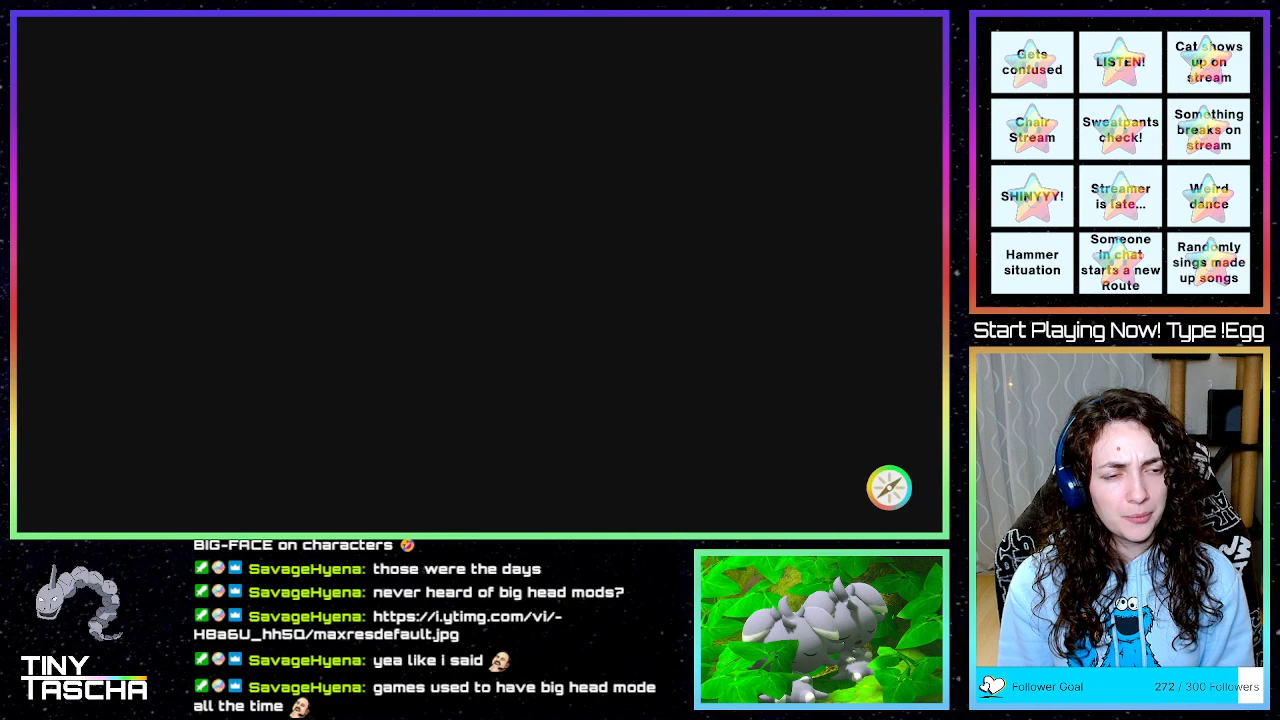 Gets
confused
LISTEN!
Cat shows
up on
stream
Chair
Stream
Sweatpants
check!
Something
breaks on
stream
SHINYYY!
Streamer
is late...
Weird
dance
Hammer
situation
Someone
in chat
starts a new
Route
Randomly
sings made
up songs
Start Playing Now! Type !Egg
BIG-FACE on characters
SavageHyena: those were the days
SavageHyena: never heard of big head mods?
SavageHyena: https://i.ytimg.com/vi/-
H8a6U_hh5Q/maxresdefault.jpg
SavageHyena: yea like i said
SavageHyena: games used to have big head mode
all the time
TINY
TASCHA
Follower Goal
272 / 300 Followers